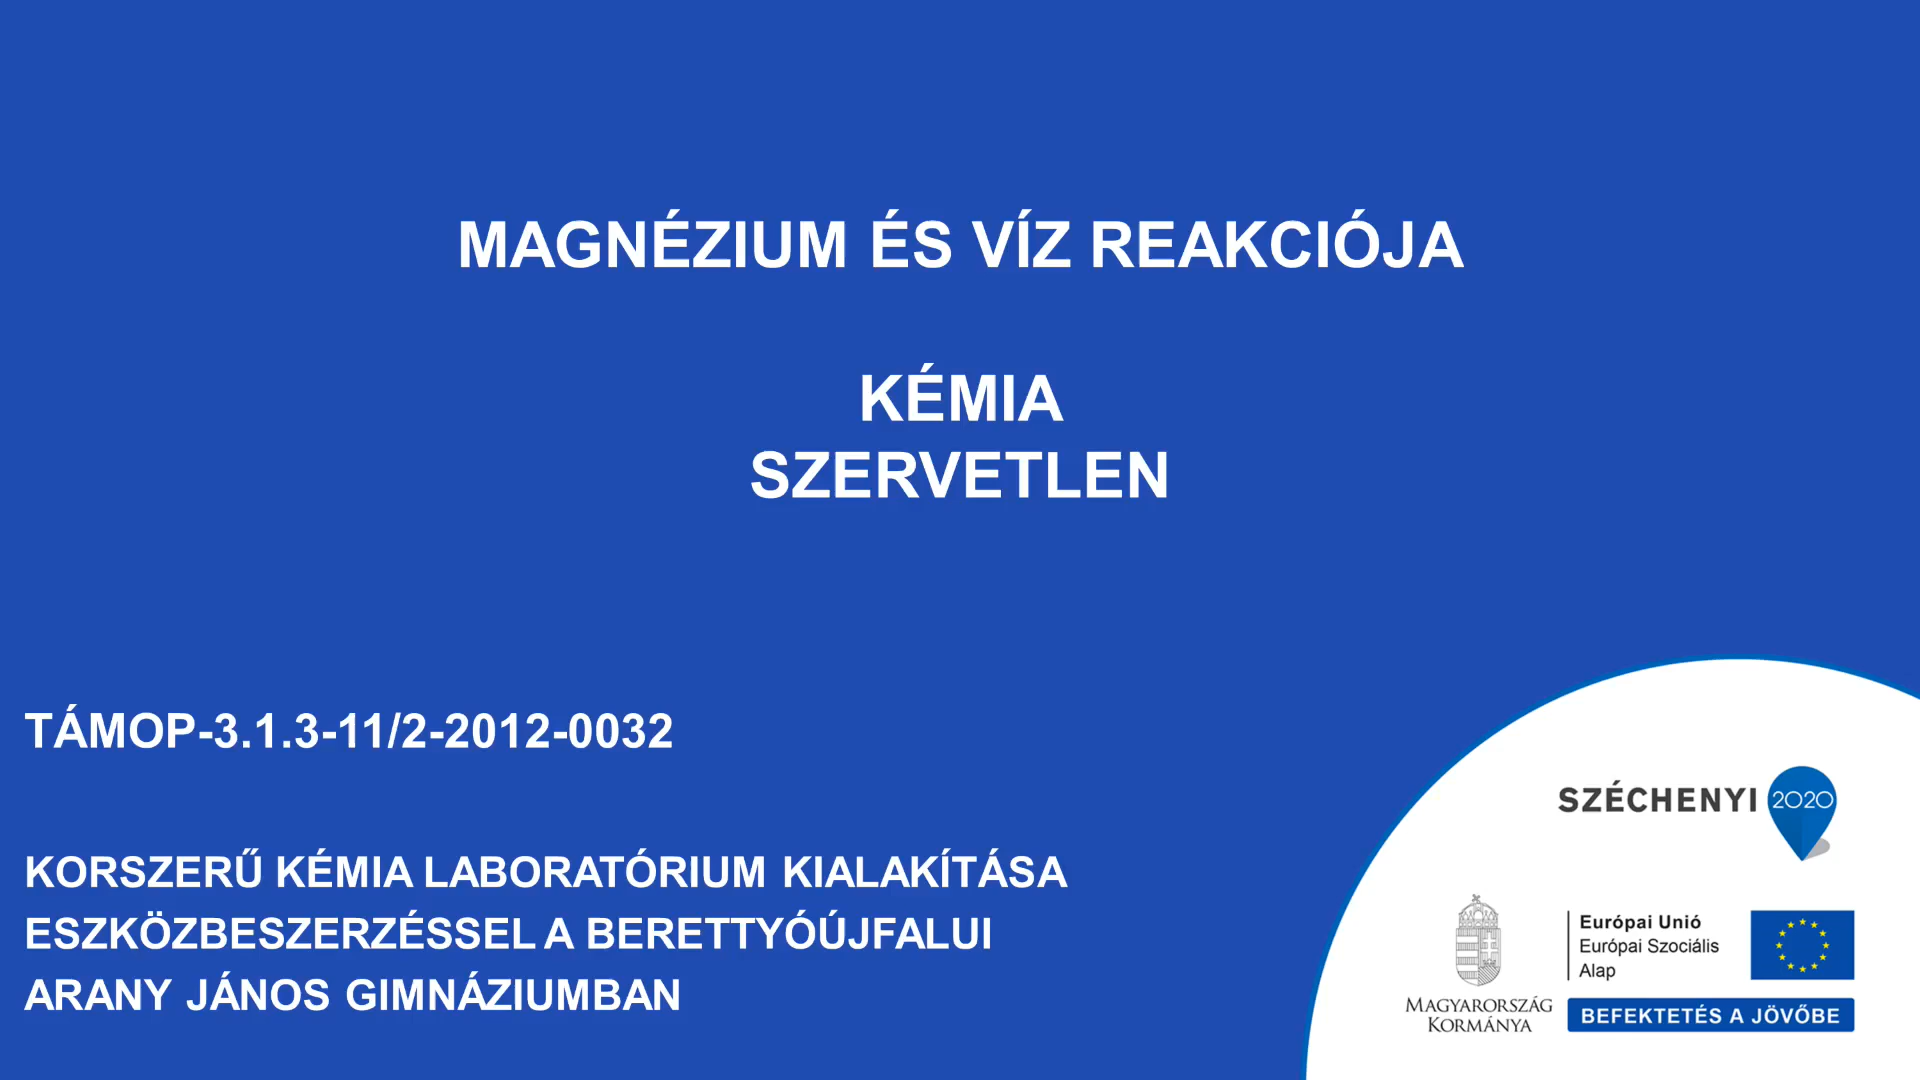 MAGNÉZIUM ÉS VÍZ REAKCIÓJA
KÉMIA
SZERVETLEN
TÁMOP-3.1.3-11/2-2012-0032
KORSZERŰ KÉMIA LABORATÓRIUM KIALAKÍTÁSA
ESZKÖZBESZERZÉSSEL A BERETTYÓÚJFALUI
ARANY JÁNOS GIMNÁZIUMBAN
SZÉCHENYI 2020
MAGYARORSZÁG
KORMÁNYA
Európai Unió
Európai Szociális
Alap
BEFEKTETÉS A JÖVŐBE